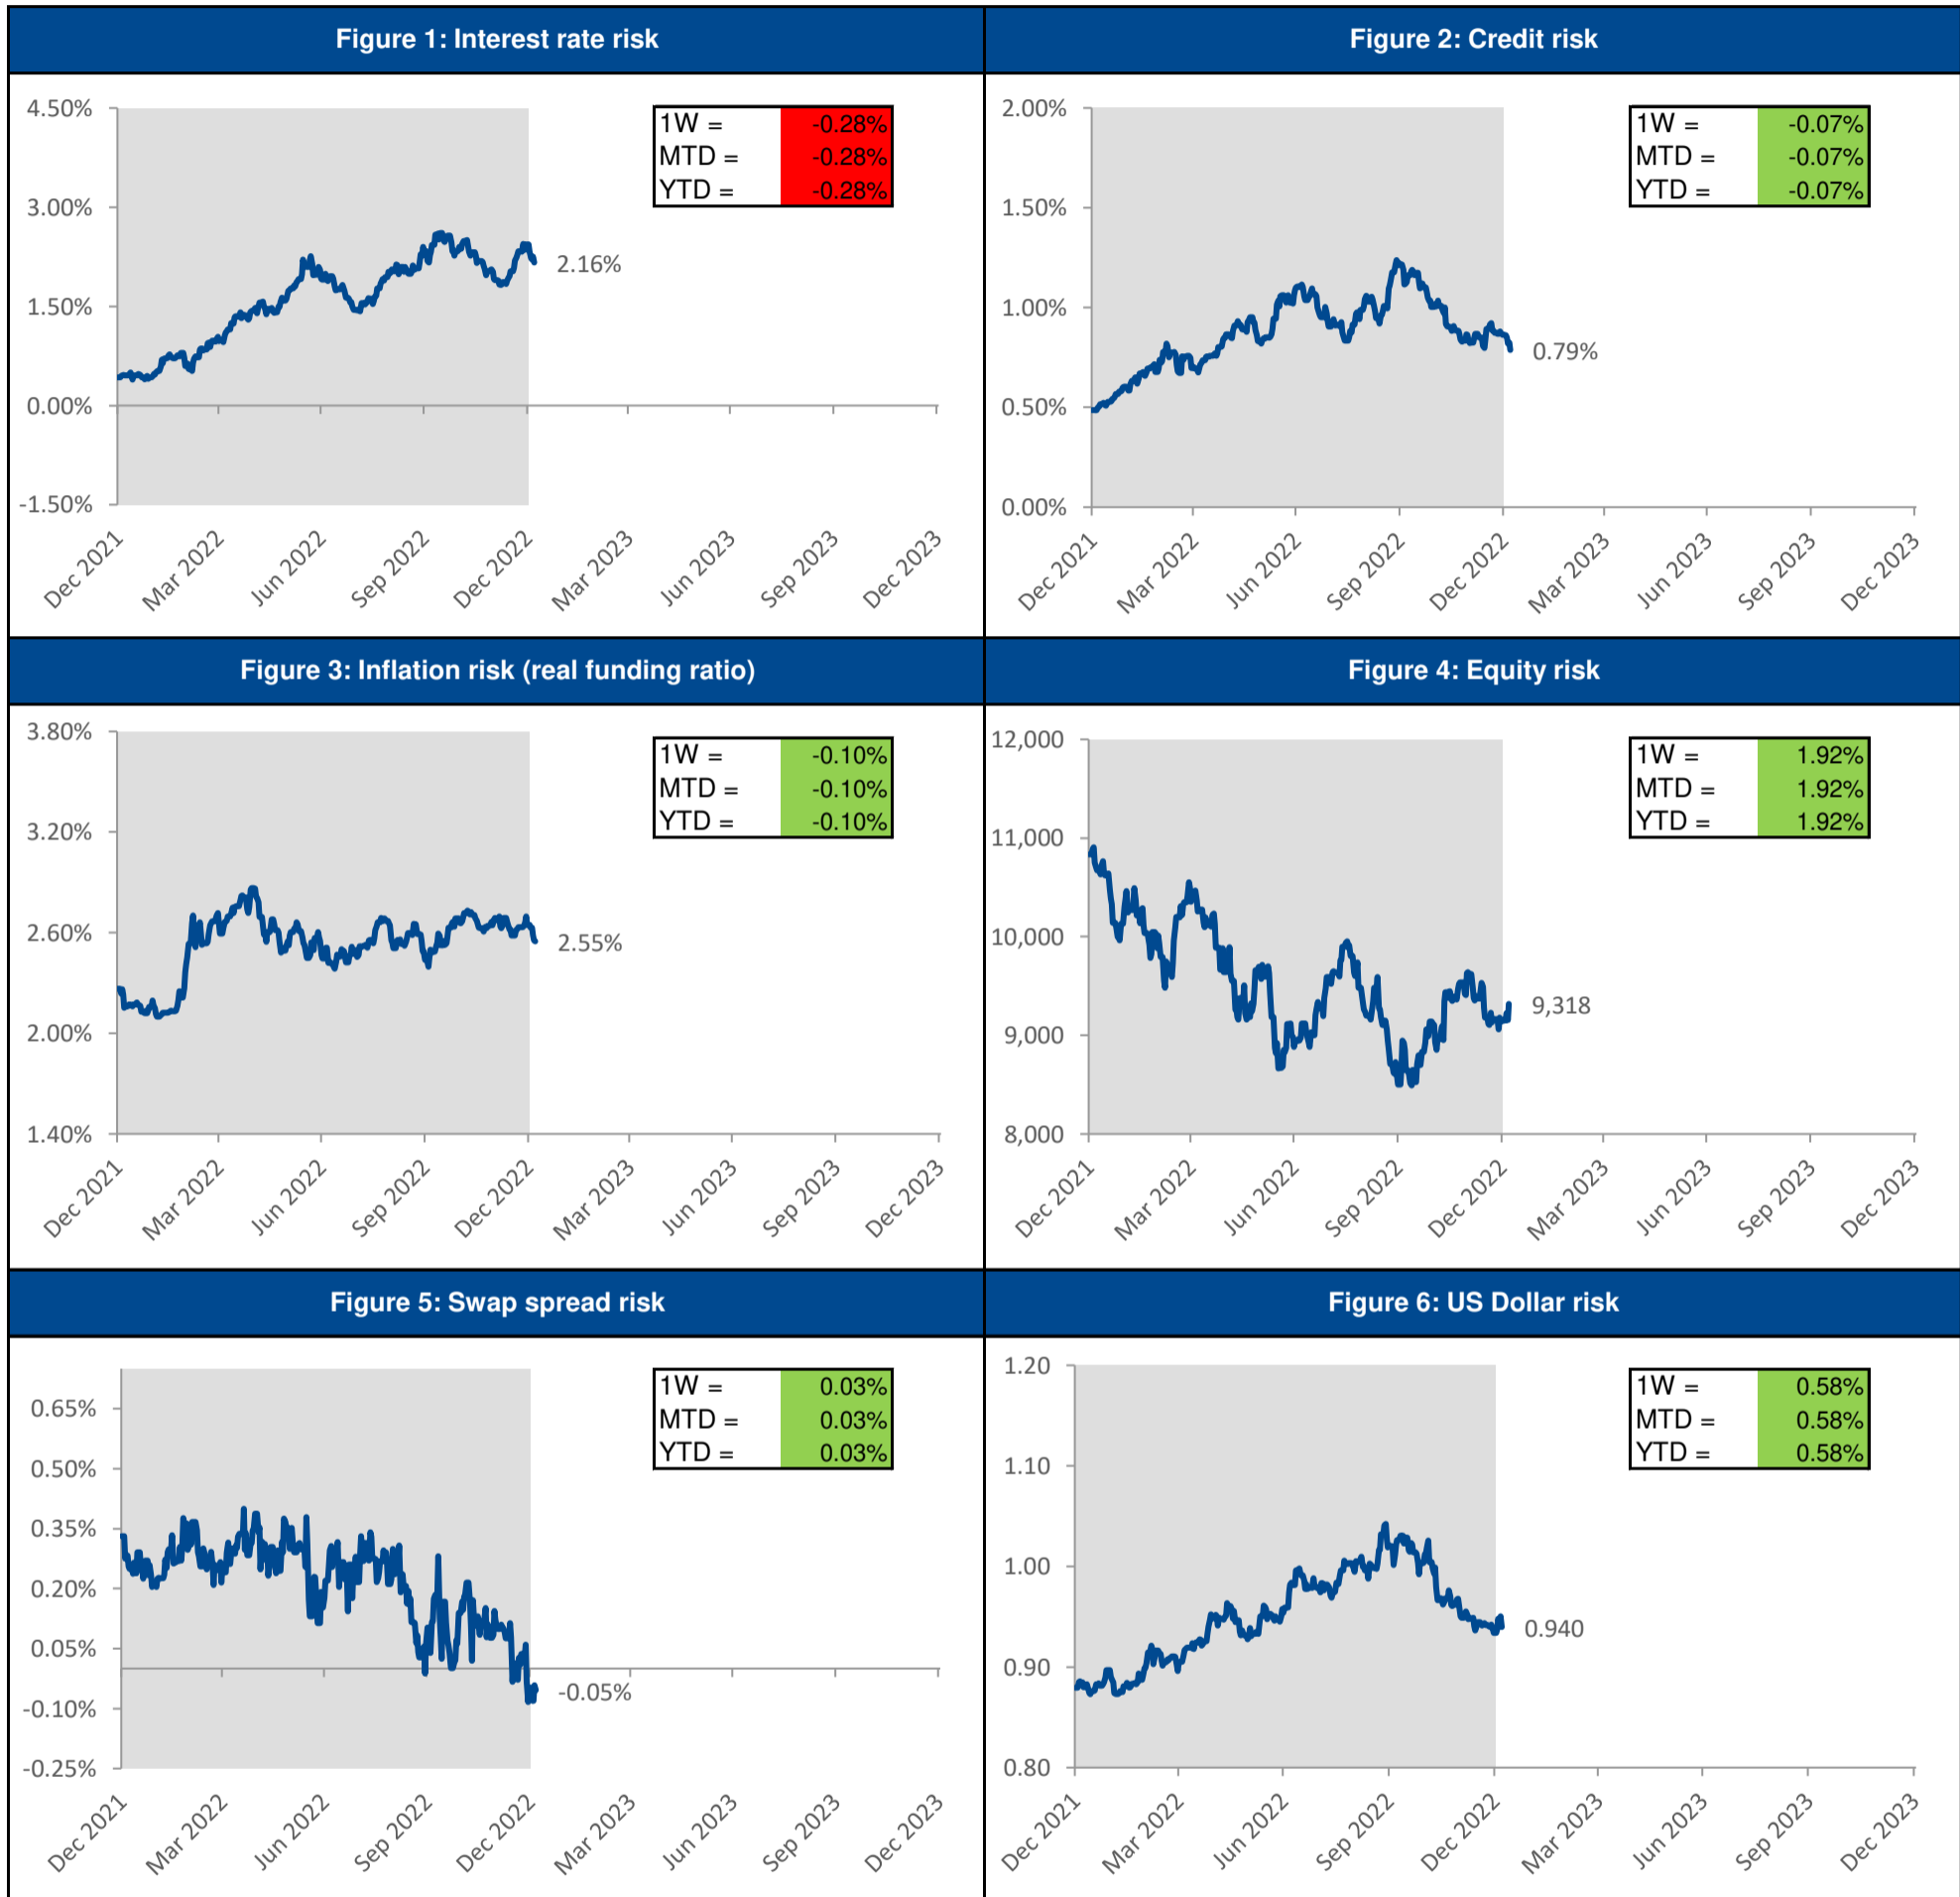 Figure 1: Interest rate risk
4.50%
3.00%
1.50%
0.00%
-1.50%
1W = -0.28%
MTD = -0.28%
YTD = -0.28%
2.16%
Dec 2021 Mar 2022 Jun 2022 Sep 2022 Dec 2022 Mar 2023 Jun 2023 Sep 2023 Dec 2023
Figure 2: Credit risk
2.00%
1.50%
1.00%
0.50%
0.00%
1W = -0.07%
MTD = -0.07%
YTD = -0.07%
0.79%
Dec 2021 Mar 2022 Jun 2022 Sep 2022 Dec 2022 Mar 2023 Jun 2023 Sep 2023 Dec 2023
Figure 3: Inflation risk (real funding ratio)
3.80%
3.20%
2.60%
2.00%
1.40%
1W = -0.10%
MTD = -0.10%
YTD = -0.10%
2.55%
Dec 2021 Mar 2022 Jun 2022 Sep 2022 Dec 2022 Mar 2023 Jun 2023 Sep 2023 Dec 2023
Figure 4: Equity risk
12,000
11,000
10,000
9,000
8,000
1W = 1.92%
MTD = 1.92%
YTD = 1.92%
9,318
Dec 2021 Mar 2022 Jun 2022 Sep 2022 Dec 2022 Mar 2023 Jun 2023 Sep 2023 Dec 2023
Figure 5: Swap spread risk
0.65%
0.50%
0.35%
0.20%
0.05%
-0.10%
-0.25%
1W = 0.03%
MTD = 0.03%
YTD = 0.03%
-0.05%
Dec 2021 Mar 2022 Jun 2022 Sep 2022 Dec 2022 Mar 2023 Jun 2023 Sep 2023 Dec 2023
Figure 6: US Dollar risk
1.20
1.10
1.00
0.90
0.80
1W = 0.58%
MTD = 0.58%
YTD = 0.58%
0.940
Dec 2021 Mar 2022 Jun 2022 Sep 2022 Dec 2022 Mar 2023 Jun 2023 Sep 2023 Dec 2023